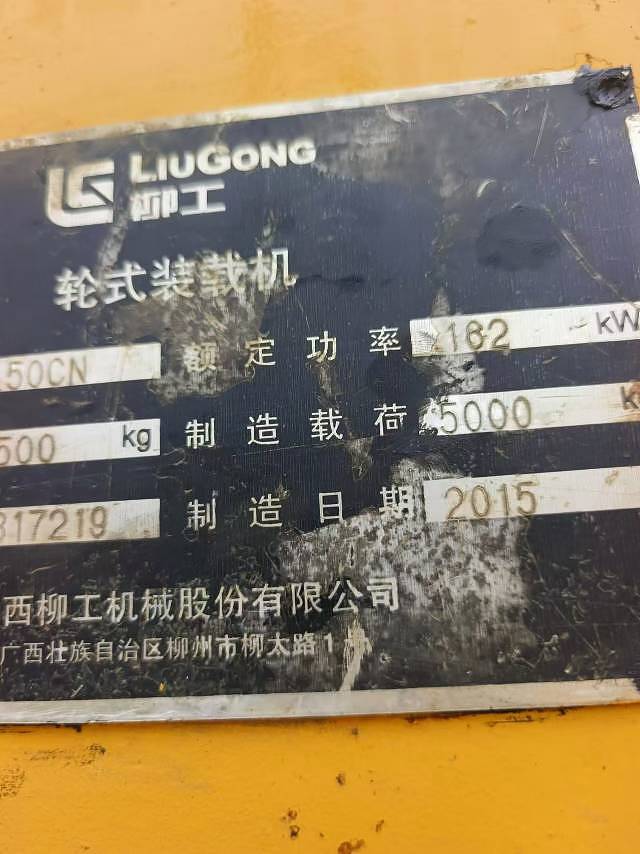 LIUGONG
柳工
轮式装载机
50CN 额定功率 162 kW
500 kg 制造载荷 5000 k
317219 制造日期 2015
西柳工机械股份有限公司
广西壮族自治区柳州市柳太路1